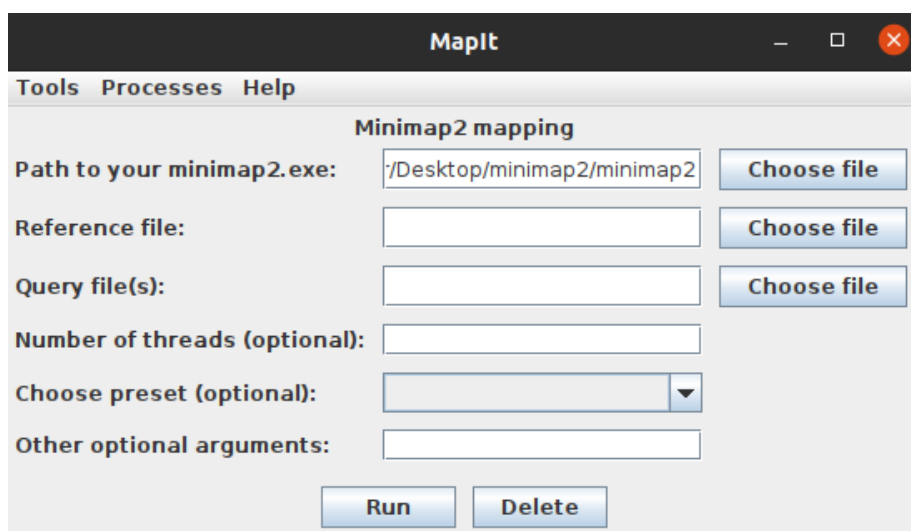 MapIt
Tools Processes Help
Minimap2 mapping
Path to your minimap2.exe: /Desktop/minimap2/minimap2 Choose file
Reference file: Choose file
Query file(s): Choose file
Number of threads (optional):
Choose preset (optional):
Other optional arguments:
Run Delete